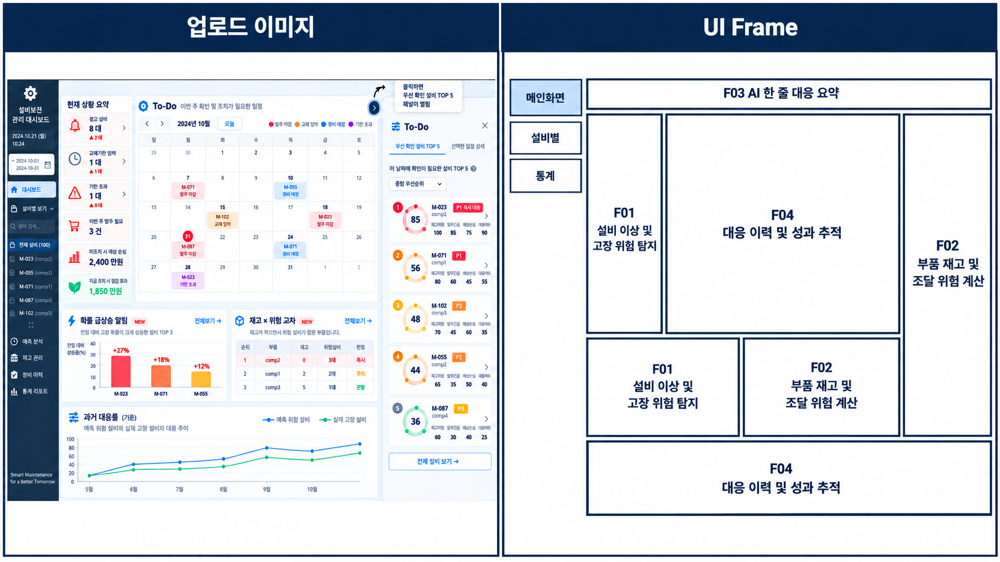 업로드 이미지
설비보전
관리 대시보드
2024.10.21 (월)
10.24
~ 2024-10-01
2024-10-31
대시보드
설비별 보기
설비 검색...
전체 설비 (100)
M-023 (comp2)
M-055 (comp2)
M-071 (comp1)
M-087 (comp4)
M-102 (comp3)
예측 분석
재고 관리
정비 이력
통계 리포트
Smart Maintenance
for a Better Tomorrow
현재 상황 요약
경고 설비
8 대
▲ 2 대
교체기한 임박
1 대
▲ 1 대
기한 초과
1 대
▲ 0 대
이번 주 발주 필요
3 건
미조치 시 예상 손실
2,400 만원
지금 조치 시 절감 효과
1,850 만원
To-Do 이번 주 확인 및 조치가 필요한 일정
2024년 10월 오늘
발주 마감 교체 임박 정비 예정 기한 초과
일 월 화 수 목 금 토
29 30 1 2 3 4 5
6 7 8 9 10 11 12
M-071 M-055
발주 마감
13 14 15 16 17 18 19
M-102 M-023
교체 임박 발주 마감
20 21 22 23 24 25 26
M-087 M-071
발주 마감
27 28 29 30 31 1 2
M-023
기한 초과
확률 급상승 알림 NEW 전체보기 →
전월 대비 고장 확률이 크게 상승한 설비 TOP 3
전월 대비
상승률(%)
40
30
20
10
0
+27%
+18%
+12%
M-023 M-071 M-055
재고 × 위험 교차 NEW 전체보기 →
재고가 적으면서 위험 설비가 많은 부품입니다.
순위 부품 재고 위험설비 판정
1 comp2 0 3대 즉시
2 comp1 2 2대 주의
3 comp3 5 1대 관찰
과거 대응률 (기준)
예측 위험 설비와 실제 고장 설비의 대응 추이
예측 위험 설비 실제 고장 설비
100
80
60
40
20
0
5월 6월 7월 8월 9월 10월
클릭하면
우선 확인 설비 TOP 5
패널이 열림
To-Do
우선 확인 설비 TOP 5 선택한 일정 상세
이 날짜에 확인이 필요한 설비 TOP 5 ?
종합 우선순위
1
85
M-023 P1 즉시 대응
comp2
고장위험 발주긴급 예상손실
100 85 75 90
2
56
M-071 P1
comp1
고장위험 발주긴급 예상손실
80 60 45 55
3
48
M-102 P2
comp3
고장위험 발주긴급 예상손실
70 45 60 35
4
44
M-055 P2
comp2
고장위험 발주긴급 예상손실
65 35 50 40
5
36
M-087 P3
comp4
고장위험 발주긴급 예상손실
60 30 40 25
전체 설비 보기 →
UI Frame
메인화면
설비별
통계
F03 AI 한 줄 대응 요약
F01
설비 이상 및
고장 위험 탐지
F04
대응 이력 및 성과 추적
F02
부품 재고 및
조달 위험 계산
F01
설비 이상 및
고장 위험 탐지
F02
부품 재고 및
조달 위험 계산
F04
대응 이력 및 성과 추적